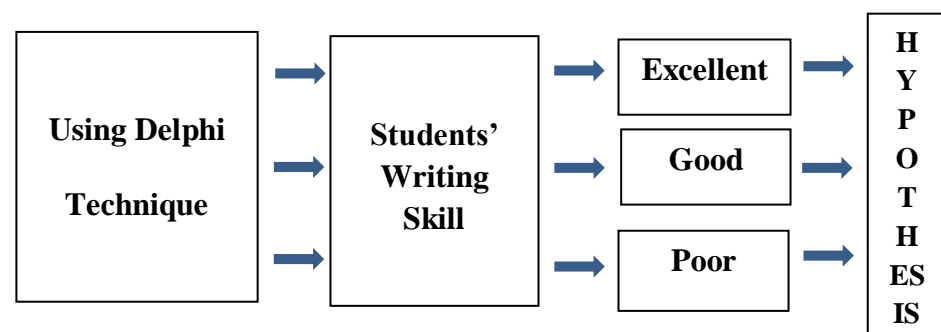 Using Delphi
Technique
Students’
Writing
Skill
Excellent
Good
Poor
H
Y
P
O
T
H
ES
IS